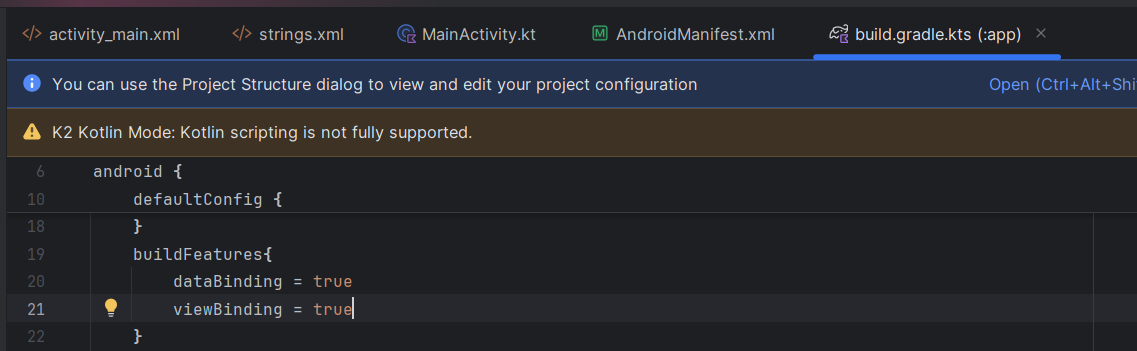 activity_main.xml strings.xml MainActivity.kt AndroidManifest.xml build.gradle.kts (:app)
You can use the Project Structure dialog to view and edit your project configuration Open (Ctrl+Alt+Shi
K2 Kotlin Mode: Kotlin scripting is not fully supported.
6 android {
10 defaultConfig {
18 }
19 buildFeatures{
20 dataBinding = true
21 viewBinding = true
22 }